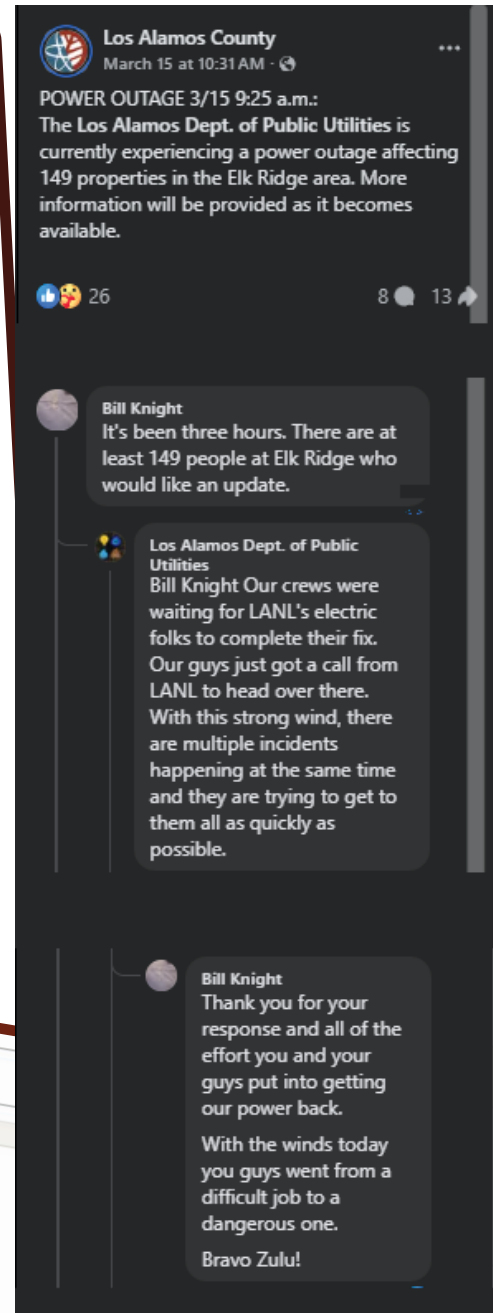 Los Alamos County
March 15 at 10:31 AM ·
POWER OUTAGE 3/15 9:25 a.m.:
The Los Alamos Dept. of Public Utilities is
currently experiencing a power outage affecting
149 properties in the Elk Ridge area. More
information will be provided as it becomes
available.
26 8 13
Bill Knight
It's been three hours. There are at
least 149 people at Elk Ridge who
would like an update.
Los Alamos Dept. of Public
Utilities
Bill Knight Our crews were
waiting for LANL's electric
folks to complete their fix.
Our guys just got a call from
LANL to head over there.
With this strong wind, there
are multiple incidents
happening at the same time
and they are trying to get to
them all as quickly as
possible.
Bill Knight
Thank you for your
response and all of the
effort you and your
guys put into getting
our power back.
With the winds today
you guys went from a
difficult job to a
dangerous one.
Bravo Zulu!